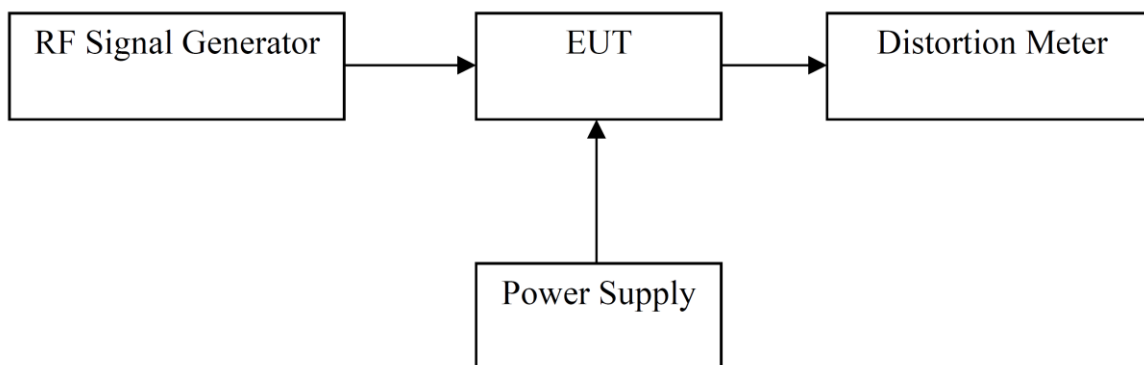 RF Signal Generator
EUT
Distortion Meter
Power Supply